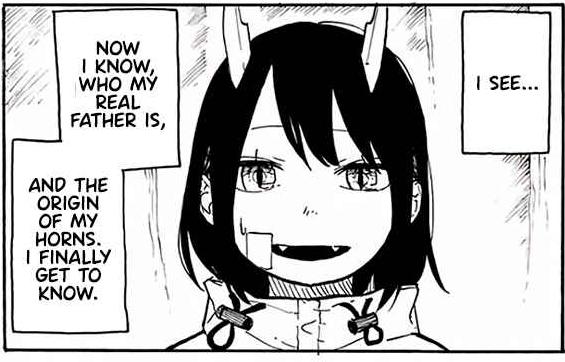 I SEE...
NOW
I KNOW,
WHO MY
REAL
FATHER IS,
AND THE
ORIGIN
OF MY
HORNS.
I FINALLY
GET TO
KNOW.